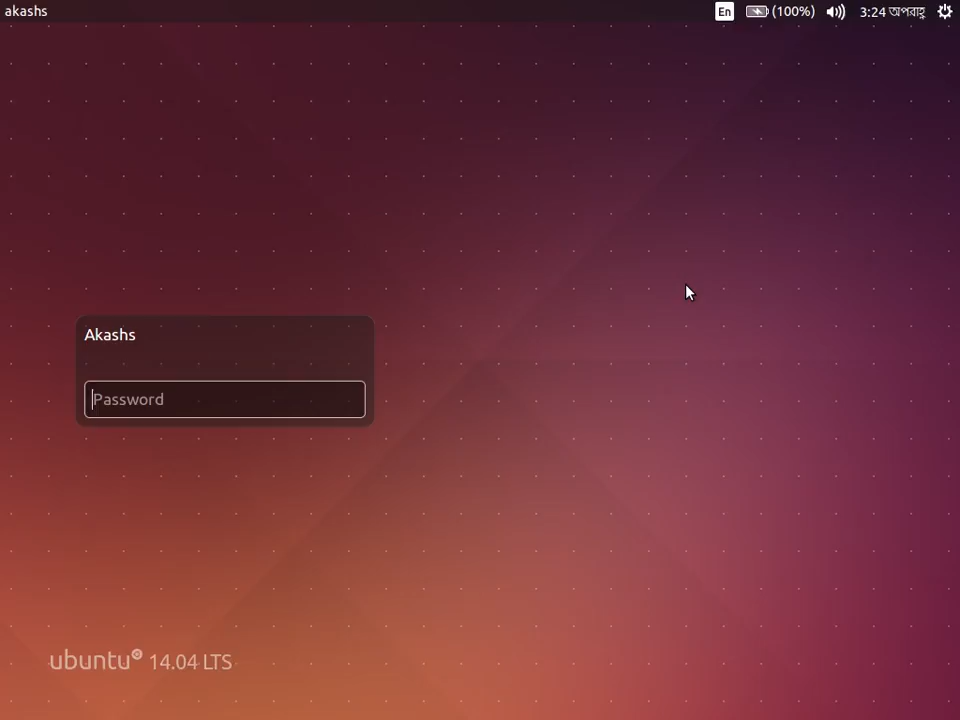 akashs
En (100%) 3:24 অপরাহ্ণ
Akashs
Password
ubuntu 14.04 LTS